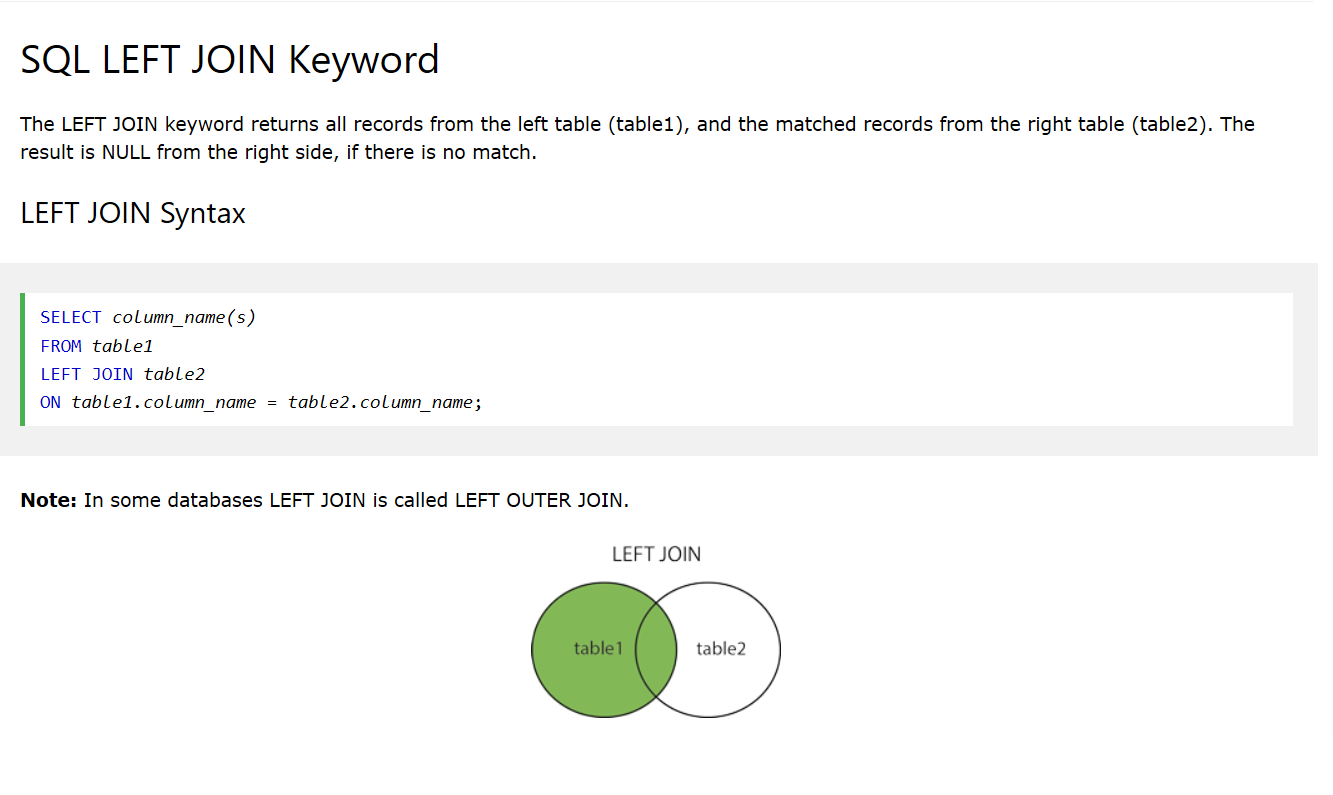 SQL LEFT JOIN Keyword
The LEFT JOIN keyword returns all records from the left table (table1), and the matched records from the right table (table2). The
result is NULL from the right side, if there is no match.
LEFT JOIN Syntax
SELECT column_name(s)
FROM table1
LEFT JOIN table2
ON table1.column_name = table2.column_name;
Note: In some databases LEFT JOIN is called LEFT OUTER JOIN.
LEFT JOIN
table1 table2